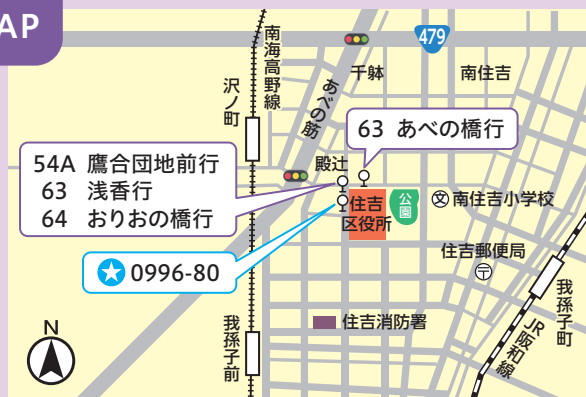 AP
479
南海高野線
千躰
南住吉
沢ノ町
あべの筋
63 あべの橋行
殿辻
54A 鷹合団地前行
63 浅香行
64 おりおの橋行
住吉
区役所
公園
文 南住吉小学校
0996-80
住吉郵便局
〒
我孫子町
JR阪和線
住吉消防署
我孫子前
N